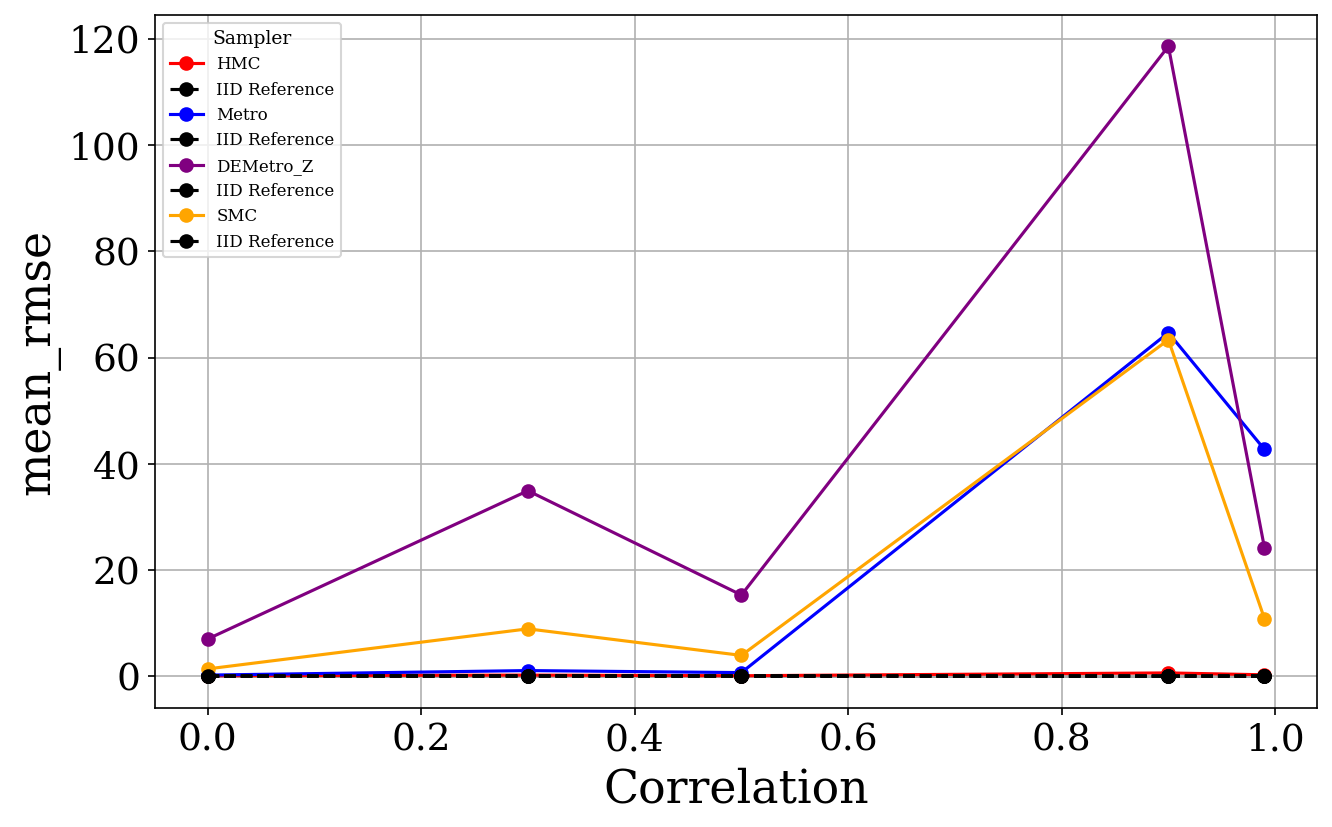 Sampler
HMC
IID Reference
Metro
IID Reference
DEMetro_Z
IID Reference
SMC
IID Reference
120
100
80
60
40
20
0
mean_rmse
0.0 0.2 0.4 0.6 0.8 1.0
Correlation